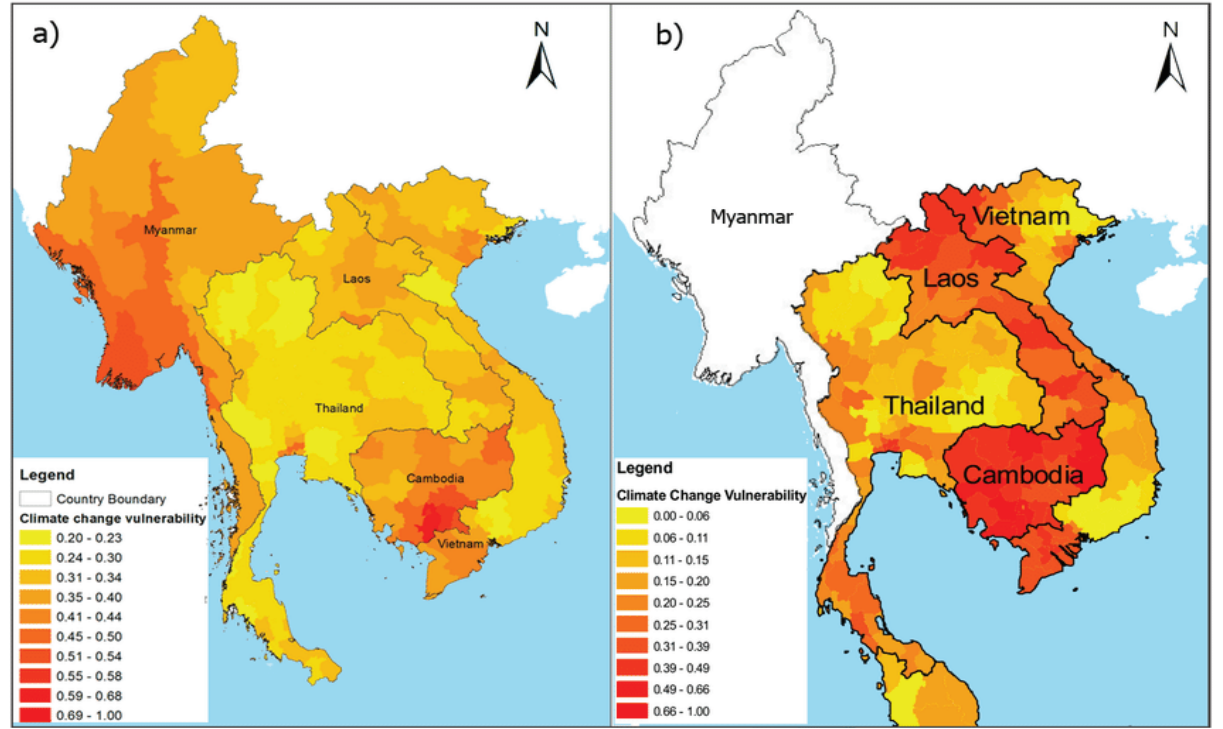 a)
N
Myanmar
Laos
Thailand
Cambodia
Vietnam
Legend
Country Boundary
Climate change vulnerability
0.20 - 0.23
0.24 - 0.30
0.31 - 0.34
0.35 - 0.40
0.41 - 0.44
0.45 - 0.50
0.51 - 0.54
0.55 - 0.58
0.59 - 0.68
0.69 - 1.00
b)
N
Myanmar
Vietnam
Laos
Thailand
Cambodia
Legend
Climate Change Vulnerability
0.00 - 0.06
0.06 - 0.11
0.11 - 0.15
0.15 - 0.20
0.20 - 0.25
0.25 - 0.31
0.31 - 0.39
0.39 - 0.49
0.49 - 0.66
0.66 - 1.00